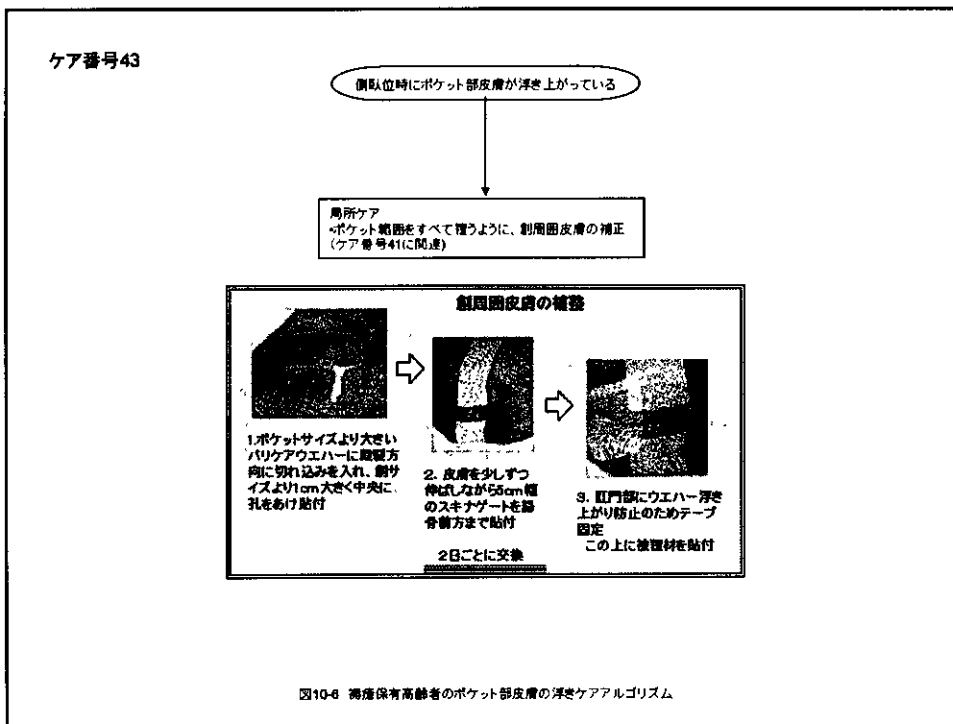 ケア番号43
側臥位時にポケット部皮膚が浮き上がっている
局所ケア
・ポケット範囲をすべて覆うように、創周囲皮膚の補正
(ケア番号41に関連)
創周囲皮膚の補整
1.ポケットサイズより大きい
バリケアウエハーに殿裂方
向に切れ込みを入れ、創サ
イズより1cm大きく中央に、
孔をあけ貼付
2. 皮膚を少しずつ
伸ばしながら5cm幅
のスキナゲートを腸
骨前方まで貼付
3. 肛門部にウエハー浮き
上がり防止のためテープ
固定
この上に被覆材を貼付
2日ごとに交換
図10-6 褥瘡保有高齢者のポケット部皮膚の浮きケアアルゴリズム